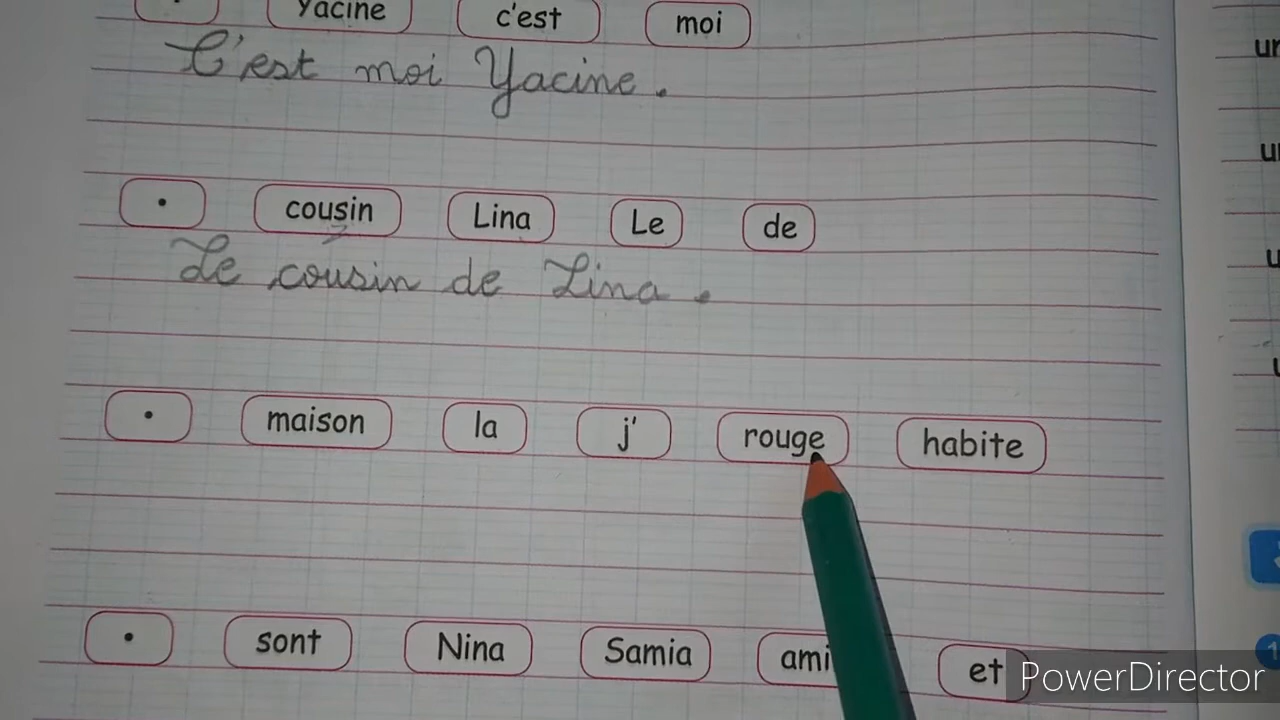 • Yacine c'est moi
C'est moi Yacine.
• cousin Lina Le de
Le cousin de Lina.
• maison la j' rouge habite
• sont Nina Samia et
PowerDirector